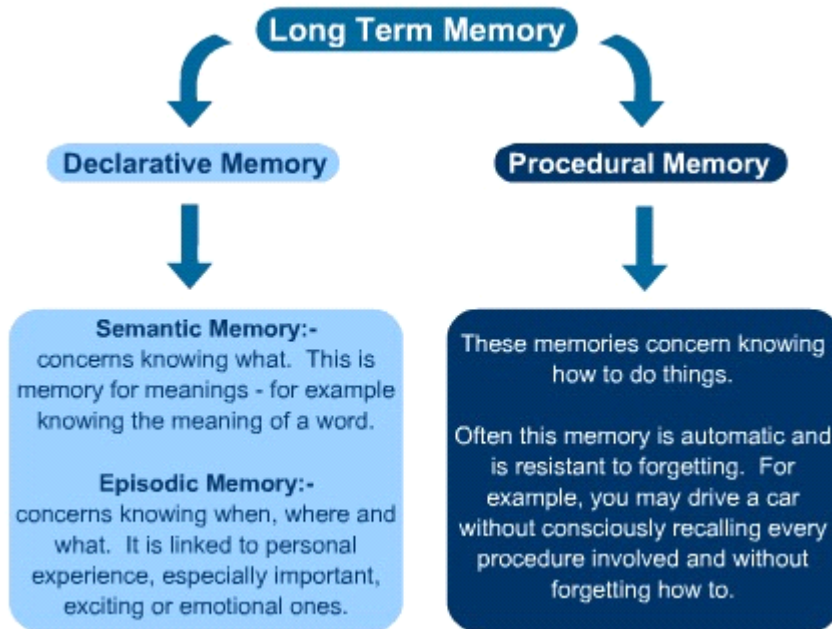 Long Term Memory
Declarative Memory
Semantic Memory:-
concerns knowing what.  This is
memory for meanings - for example
knowing the meaning of a word.
Episodic Memory:-
concerns knowing when, where and
what.  It is linked to personal
experience, especially important,
exciting or emotional ones.
Procedural Memory
These memories concern knowing
how to do things.
Often this memory is automatic and
is resistant to forgetting.  For
example, you may drive a car
without consciously recalling every
procedure involved and without
forgetting how to.